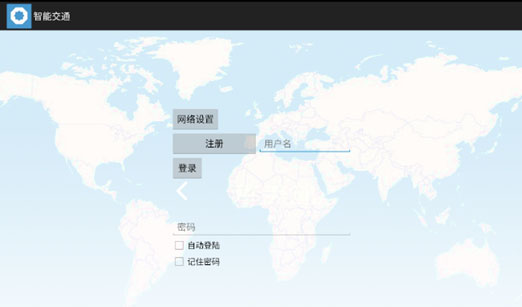 智能交通
网络设置
注册 用户名
登录
密码
自动登陆
记住密码